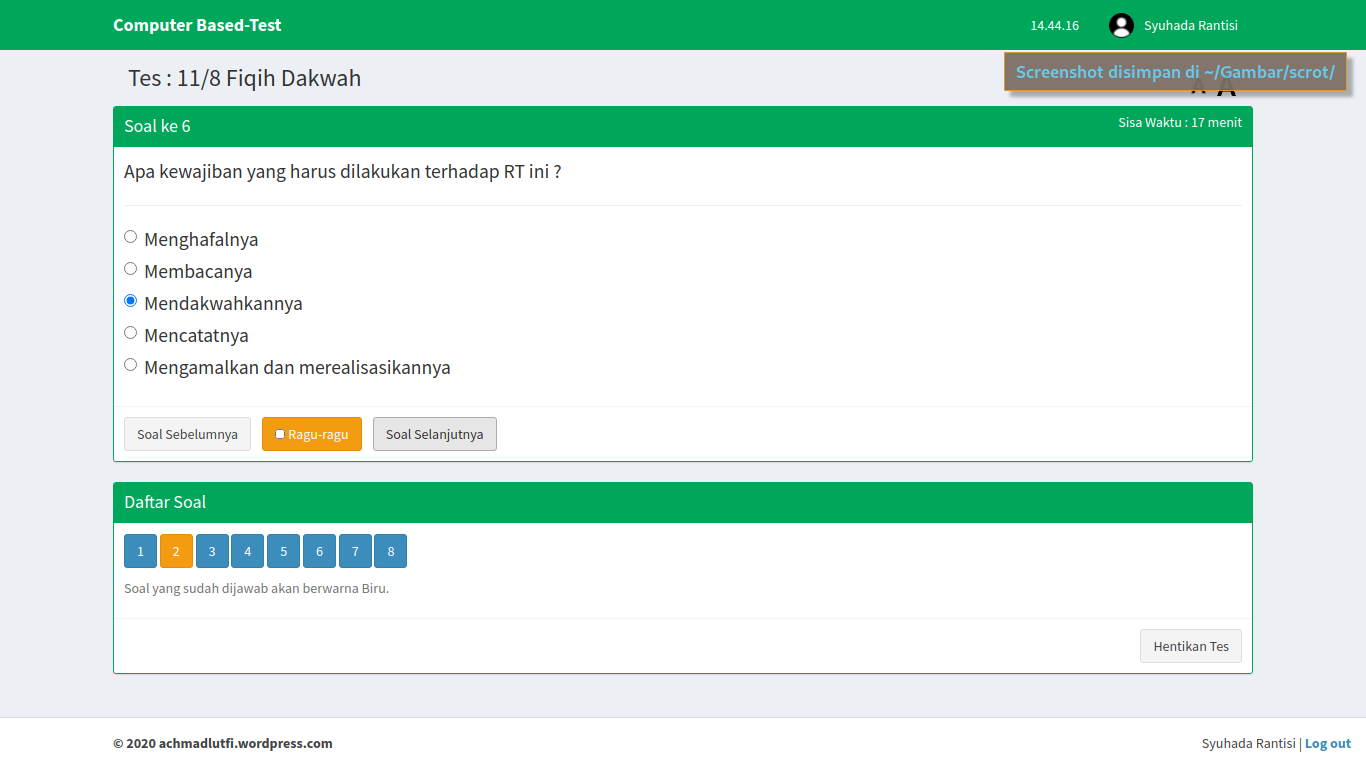 Computer Based-Test
14.44.16
Syuhada Rantisi
Tes : 11/8 Fiqih Dakwah
Screenshot disimpan di ~/Gambar/scrot/
A A
Soal ke 6
Sisa Waktu : 17 menit
Apa kewajiban yang harus dilakukan terhadap RT ini ?
Menghafalnya
Membacanya
Mendakwahkannya
Mencatatnya
Mengamalkan dan merealisasikannya
Soal Sebelumnya
Ragu-ragu
Soal Selanjutnya
Daftar Soal
1 2 3 4 5 6 7 8
Soal yang sudah dijawab akan berwarna Biru.
Hentikan Tes
© 2020 achmadlutfi.wordpress.com
Syuhada Rantisi | Log out